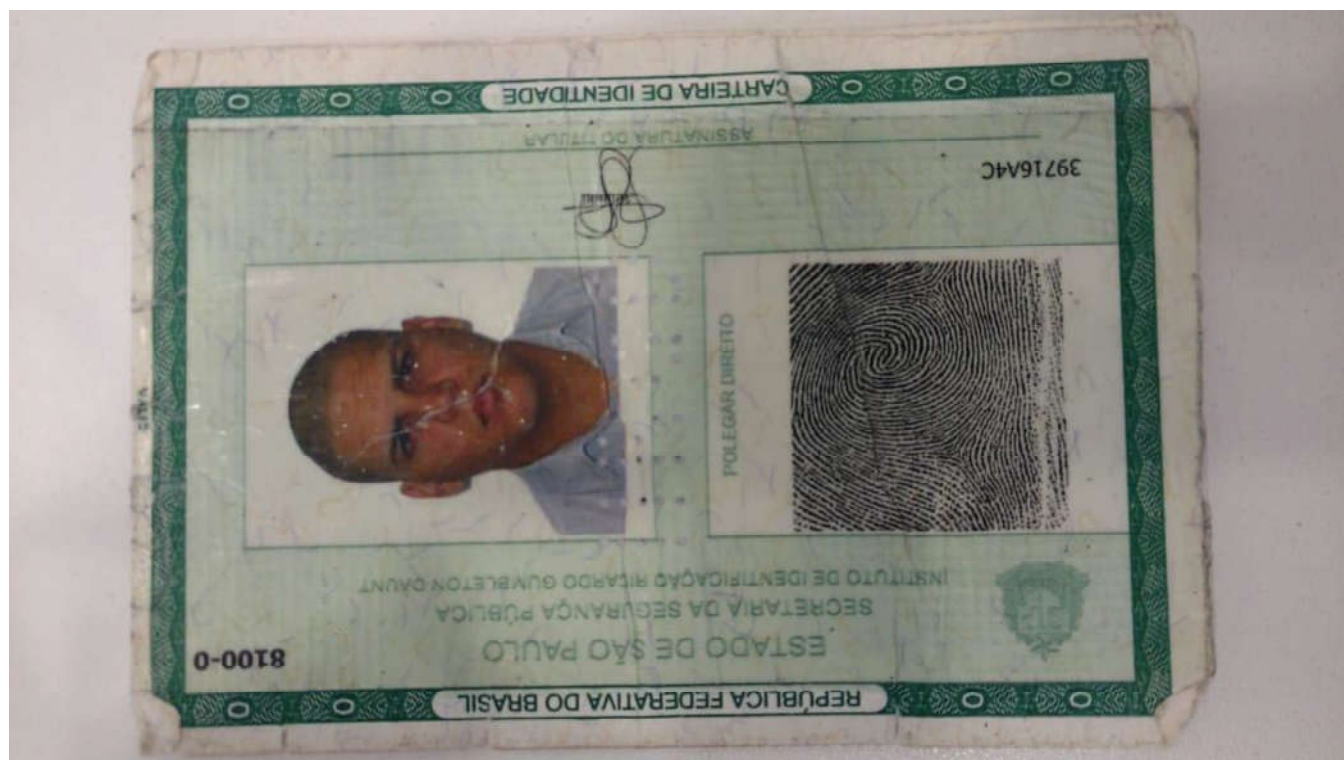 REPÚBLICA FEDERATIVA DO BRASIL
8100-0
ESTADO DE SÃO PAULO
SECRETARIA DA SEGURANÇA PÚBLICA
INSTITUTO DE IDENTIFICAÇÃO RICARDO GUMBLETON DAUNT
POLEGAR DIREITO
39716A4C
ASSINATURA DO TITULAR
CARTEIRA DE IDENTIDADE